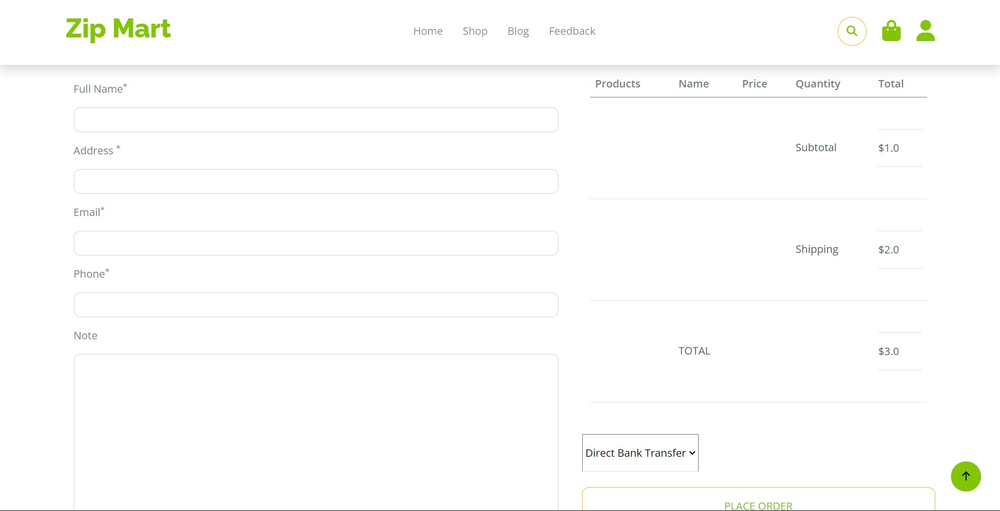 Zip Mart
Home Shop Blog Feedback
Full Name*
Address *
Email*
Phone*
Note
Products Name Price Quantity Total
Subtotal $1.0
Shipping $2.0
TOTAL $3.0
Direct Bank Transfer
PLACE ORDER